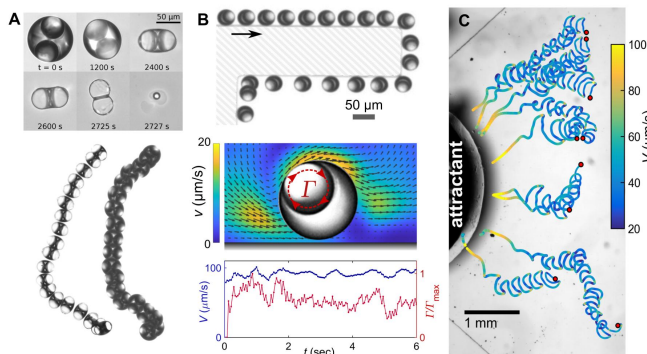 A
50 µm
t = 0 s
1200 s
2400 s
2600 s
2725 s
2727 s
B
50 µm
20
V (µm/s)
0
Γ
100
V (µm/s)
0
1
Γ/Γmax
0
0
2
4
6
t (sec)
C
attractant
1 mm
100
80
60
40
20
V (µm/s)